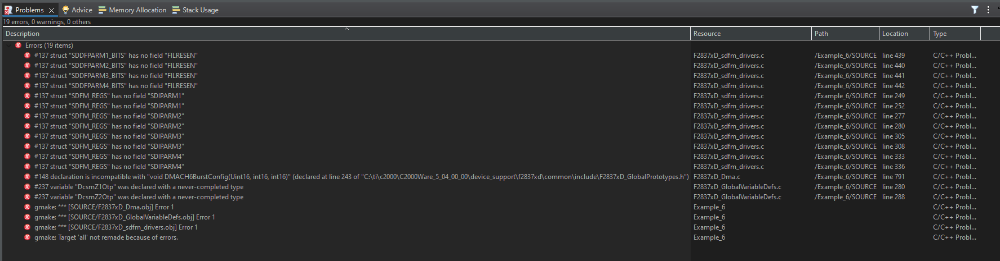 Problems Advice Memory Allocation Stack Usage
19 errors, 0 warnings, 0 others
Description Resource Path Location Type
Errors (19 items)
#137 struct "SDDFPARM1_BITS" has no field "FILRESEN" F2837xD_sdfm_drivers.c /Example_6/SOURCE line 439 C/C++ Probl...
#137 struct "SDDFPARM2_BITS" has no field "FILRESEN" F2837xD_sdfm_drivers.c /Example_6/SOURCE line 440 C/C++ Probl...
#137 struct "SDDFPARM3_BITS" has no field "FILRESEN" F2837xD_sdfm_drivers.c /Example_6/SOURCE line 441 C/C++ Probl...
#137 struct "SDDFPARM4_BITS" has no field "FILRESEN" F2837xD_sdfm_drivers.c /Example_6/SOURCE line 442 C/C++ Probl...
#137 struct "SDFM_REGS" has no field "SDIPARM1" F2837xD_sdfm_drivers.c /Example_6/SOURCE line 249 C/C++ Probl...
#137 struct "SDFM_REGS" has no field "SDIPARM1" F2837xD_sdfm_drivers.c /Example_6/SOURCE line 252 C/C++ Probl...
#137 struct "SDFM_REGS" has no field "SDIPARM2" F2837xD_sdfm_drivers.c /Example_6/SOURCE line 277 C/C++ Probl...
#137 struct "SDFM_REGS" has no field "SDIPARM2" F2837xD_sdfm_drivers.c /Example_6/SOURCE line 280 C/C++ Probl...
#137 struct "SDFM_REGS" has no field "SDIPARM3" F2837xD_sdfm_drivers.c /Example_6/SOURCE line 305 C/C++ Probl...
#137 struct "SDFM_REGS" has no field "SDIPARM3" F2837xD_sdfm_drivers.c /Example_6/SOURCE line 308 C/C++ Probl...
#137 struct "SDFM_REGS" has no field "SDIPARM4" F2837xD_sdfm_drivers.c /Example_6/SOURCE line 333 C/C++ Probl...
#137 struct "SDFM_REGS" has no field "SDIPARM4" F2837xD_sdfm_drivers.c /Example_6/SOURCE line 336 C/C++ Probl...
#148 declaration is incompatible with "void DMACH6BurstConfig(Uint16, int16, int16)" (declared at line 243 of "C:\ti\c2000\C2000Ware_5_04_00_00\device_support\f2837xd\common\include\F2837xD_GlobalPrototypes.h") F2837xD_Dma.c /Example_6/SOURCE line 791 C/C++ Probl...
#237 variable "DcsmZ1Otp" was declared with a never-completed type F2837xD_GlobalVariableDefs.c /Example_6/SOURCE line 280 C/C++ Probl...
#237 variable "DcsmZ2Otp" was declared with a never-completed type F2837xD_GlobalVariableDefs.c /Example_6/SOURCE line 288 C/C++ Probl...
gmake: *** [SOURCE/F2837xD_Dma.obj] Error 1 Example_6 C/C++ Probl...
gmake: *** [SOURCE/F2837xD_GlobalVariableDefs.obj] Error 1 Example_6 C/C++ Probl...
gmake: *** [SOURCE/F2837xD_sdfm_drivers.obj] Error 1 Example_6 C/C++ Probl...
gmake: Target 'all' not remade because of errors. Example_6 C/C++ Probl...